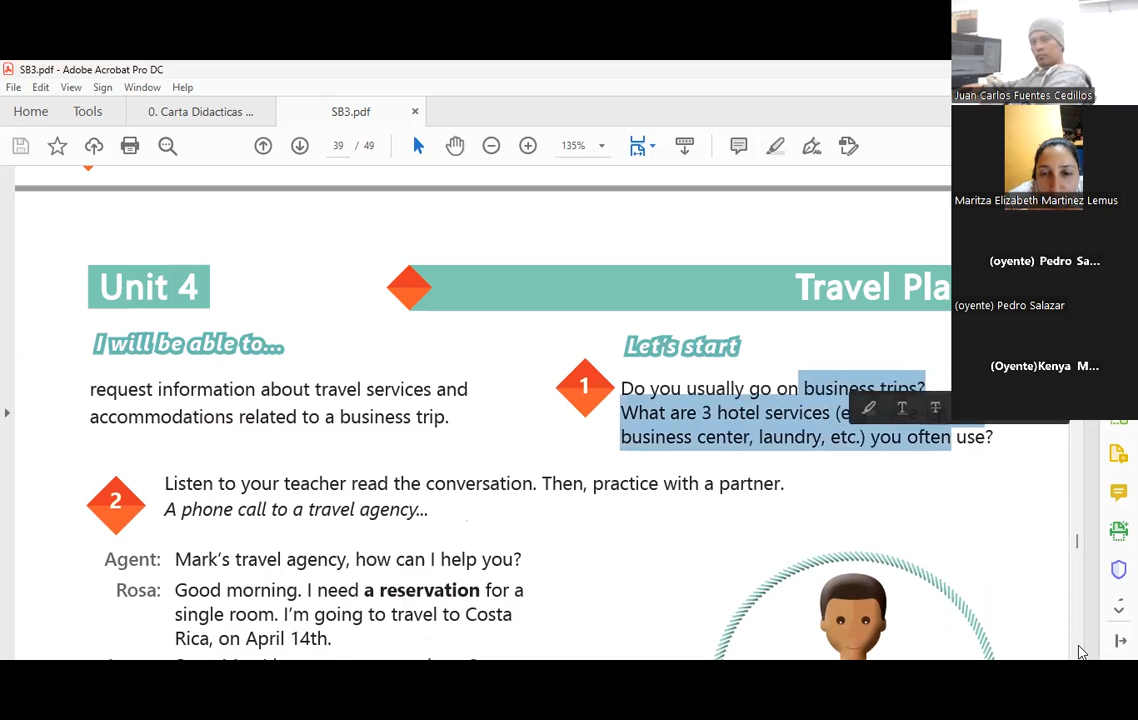 SB3.pdf - Adobe Acrobat Pro DC
File Edit View Sign Window Help
Home Tools 0. Carta Didacticas ... SB3.pdf ×
39 / 49 135%
Unit 4
Travel Pla
I will be able to...
request information about travel services and
accommodations related to a business trip.
Let's start
1
Do you usually go on business trips?
What are 3 hotel services (e
business center, laundry, etc.) you often use?
2
Listen to your teacher read the conversation. Then, practice with a partner.
A phone call to a travel agency...
Agent: Mark's travel agency, how can I help you?
Rosa: Good morning. I need a reservation for a
single room. I'm going to travel to Costa
Rica, on April 14th.
Juan Carlos Fuentes Cedillos
Maritza Elizabeth Martinez Lemus
(oyente) Pedro Sa...
(oyente) Pedro Salazar
(Oyente)Kenya M...